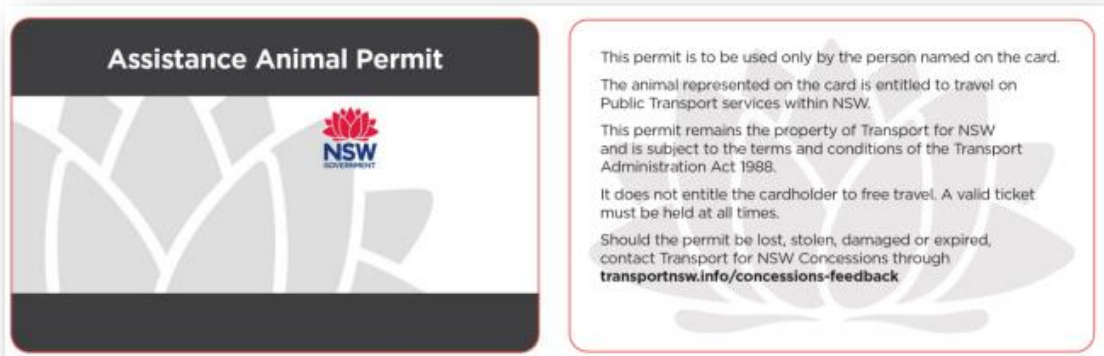 Assistance Animal Permit
NSW
GOVERNMENT
This permit is to be used only by the person named on the card.
The animal represented on the card is entitled to travel on
Public Transport services within NSW.
This permit remains the property of Transport for NSW
and is subject to the terms and conditions of the Transport
Administration Act 1988.
It does not entitle the cardholder to free travel. A valid ticket
must be held at all times.
Should the permit be lost, stolen, damaged or expired,
contact Transport for NSW Concessions through
transportnsw.info/concessions-feedback